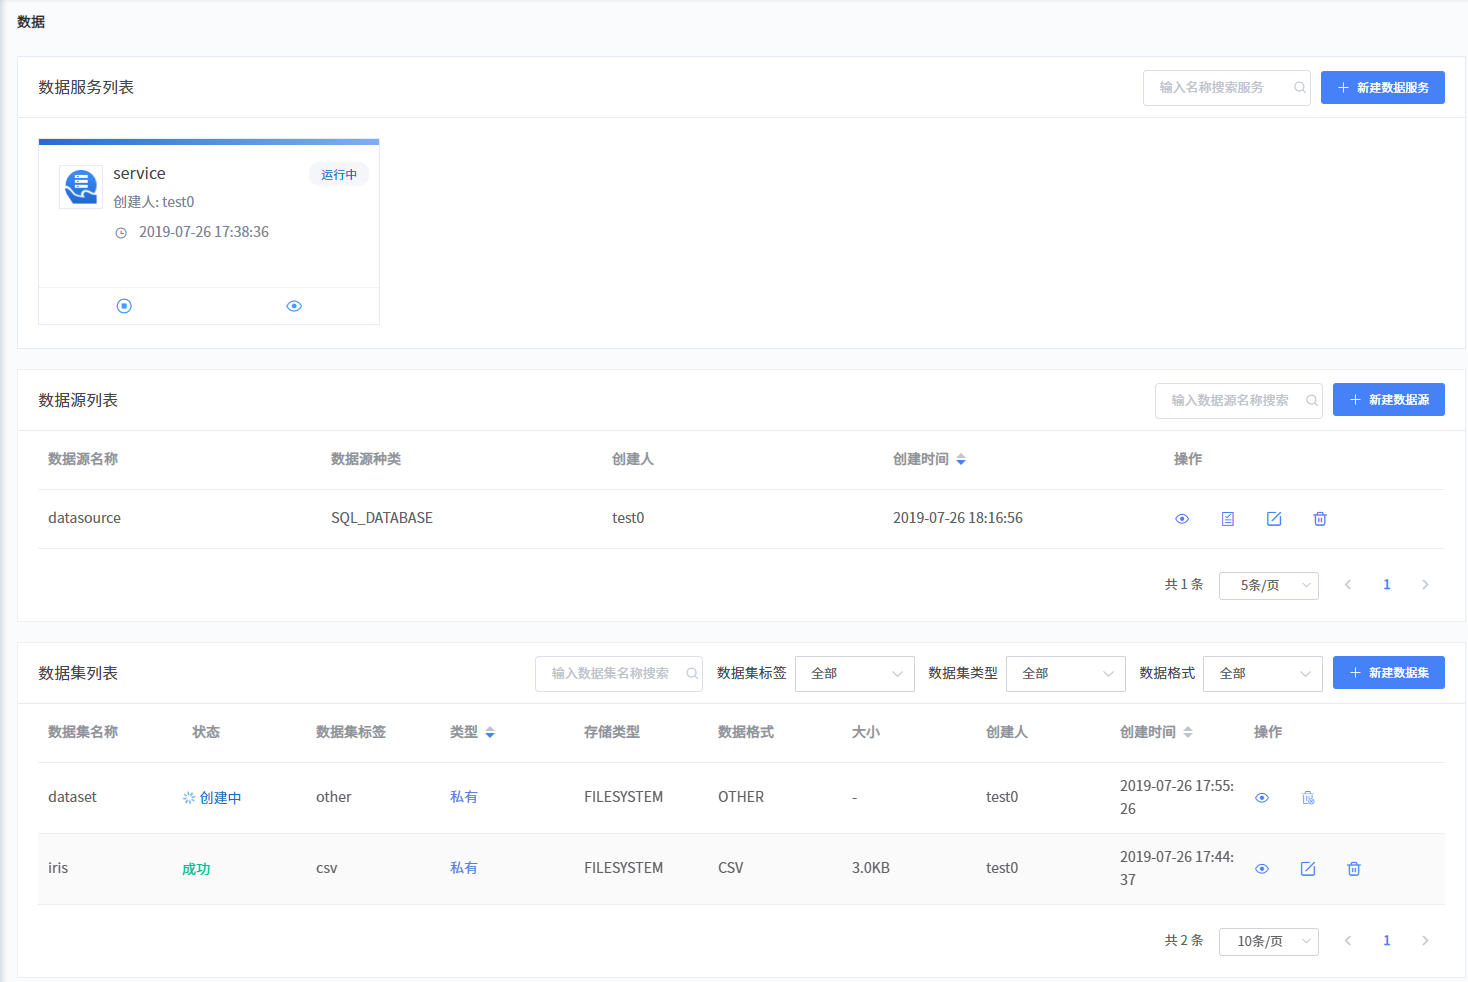 数据
数据服务列表
输入名称搜索服务
新建数据服务
service
运行中
创建人: test0
2019-07-26 17:38:36
数据源列表
输入数据源名称搜索
新建数据源
数据源名称 数据源种类 创建人 创建时间 操作
datasource SQL_DATABASE test0 2019-07-26 18:16:56
共 1 条 5条/页 1
数据集列表
输入数据集名称搜索 数据集标签 全部 数据集类型 全部 数据格式 全部 新建数据集
数据集名称 状态 数据集标签 类型 存储类型 数据格式 大小 创建人 创建时间 操作
dataset 创建中 other 私有 FILESYSTEM OTHER - test0 2019-07-26 17:55:
26
iris 成功 csv 私有 FILESYSTEM CSV 3.0KB test0 2019-07-26 17:44:
37
共 2 条 10条/页 1